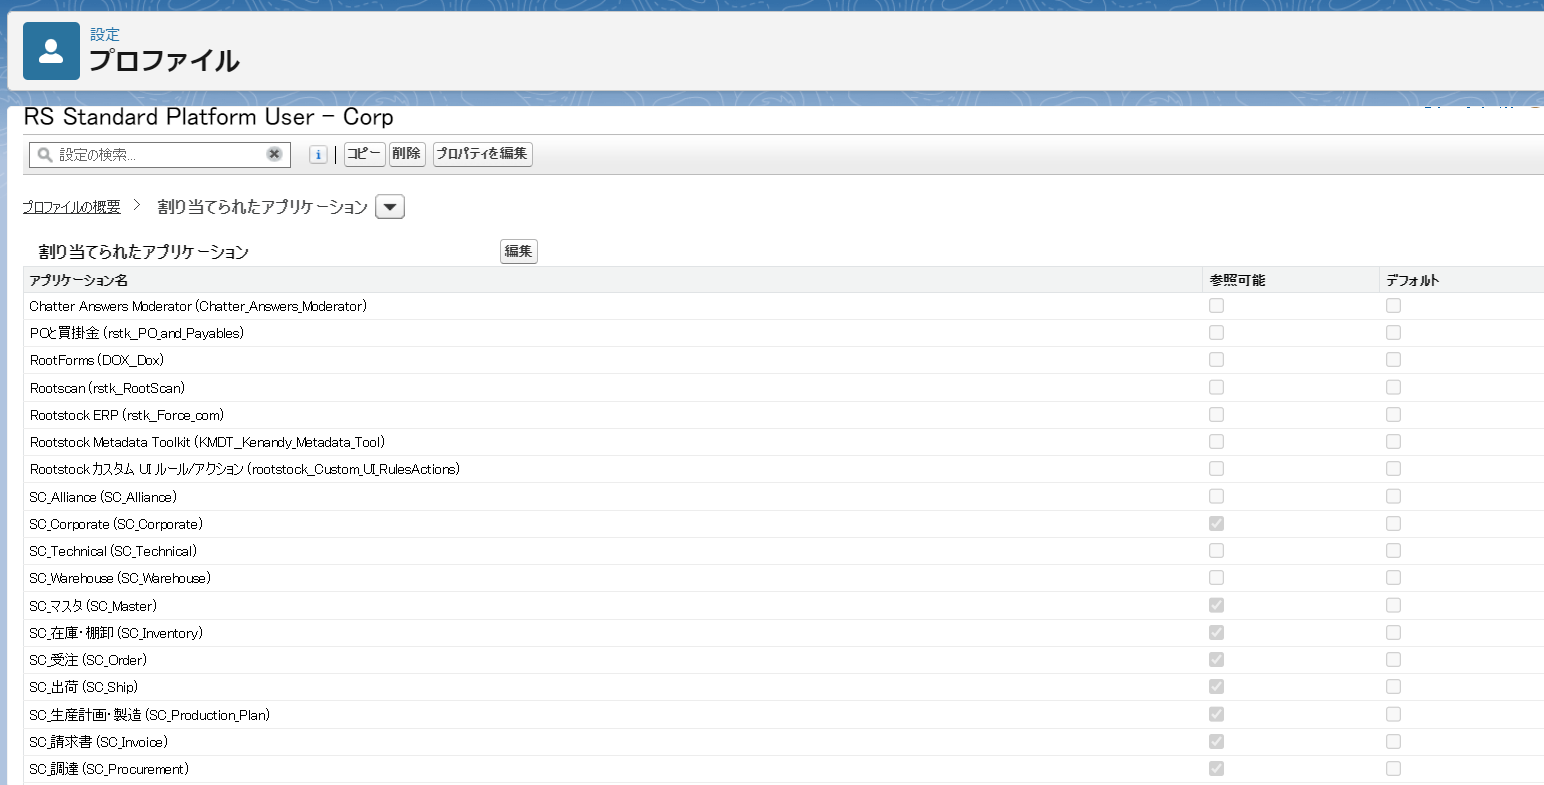 設定
プロファイル
RS Standard Platform User - Corp
設定の検索...
コピー 削除 プロパティを編集
プロファイルの概要 > 割り当てられたアプリケーション
割り当てられたアプリケーション 編集
アプリケーション名 参照可能 デフォルト
Chatter Answers Moderator (Chatter_Answers_Moderator)
POと買掛金 (rstk__PO_and_Payables)
RootForms (DOX__Dox)
Rootscan (rstk__RootScan)
Rootstock ERP (rstk__Force_com)
Rootstock Metadata Toolkit (KMDT__Kenandy_Metadata_Tool)
Rootstock カスタム UI ルール/アクション (rootstock__Custom_UI_RulesActions)
SC_Alliance (SC_Alliance)
SC_Corporate (SC_Corporate)
SC_Technical (SC_Technical)
SC_Warehouse (SC_Warehouse)
SC_マスタ (SC_Master)
SC_在庫・棚卸 (SC_Inventory)
SC_受注 (SC_Order)
SC_出荷 (SC_Ship)
SC_生産計画・製造 (SC_Production_Plan)
SC_請求書 (SC_Invoice)
SC_調達 (SC_Procurement)